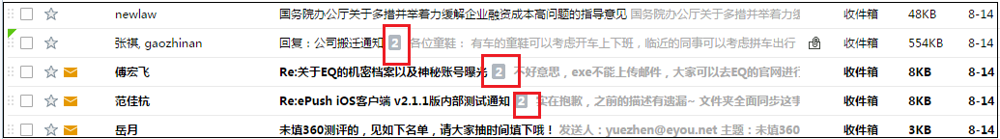 newlaw 国务院办公厅关于多措并举着力缓解企业融资成本高问题的指导意见 国务院办公厅关于多措并举着力缓解企业融资成 收件箱 48KB 8-14
张祺, gaozhinan 回复：公司搬迁通知 2 各位童鞋： 有车的童鞋可以考虑开车上下班，临近的同事可以考虑拼车出行 收件箱 554KB 8-14
傅宏飞 Re:关于EQ的机密档案以及神秘账号曝光 2 不好意思，exe不能上传邮件，大家可以去EQ的官网进行 收件箱 8KB 8-14
范佳杭 Re:ePush iOS客户端 v2.1.1版内部测试通知 2 实在抱歉，之前的描述有遗漏~ 文件夹全面同步这事 收件箱 8KB 8-14
岳月 未填360测评的，见如下名单，请大家抽时间填下哦！ 发送人：yuezhen@eyou.net 主题：未填360 收件箱 3KB 8-14